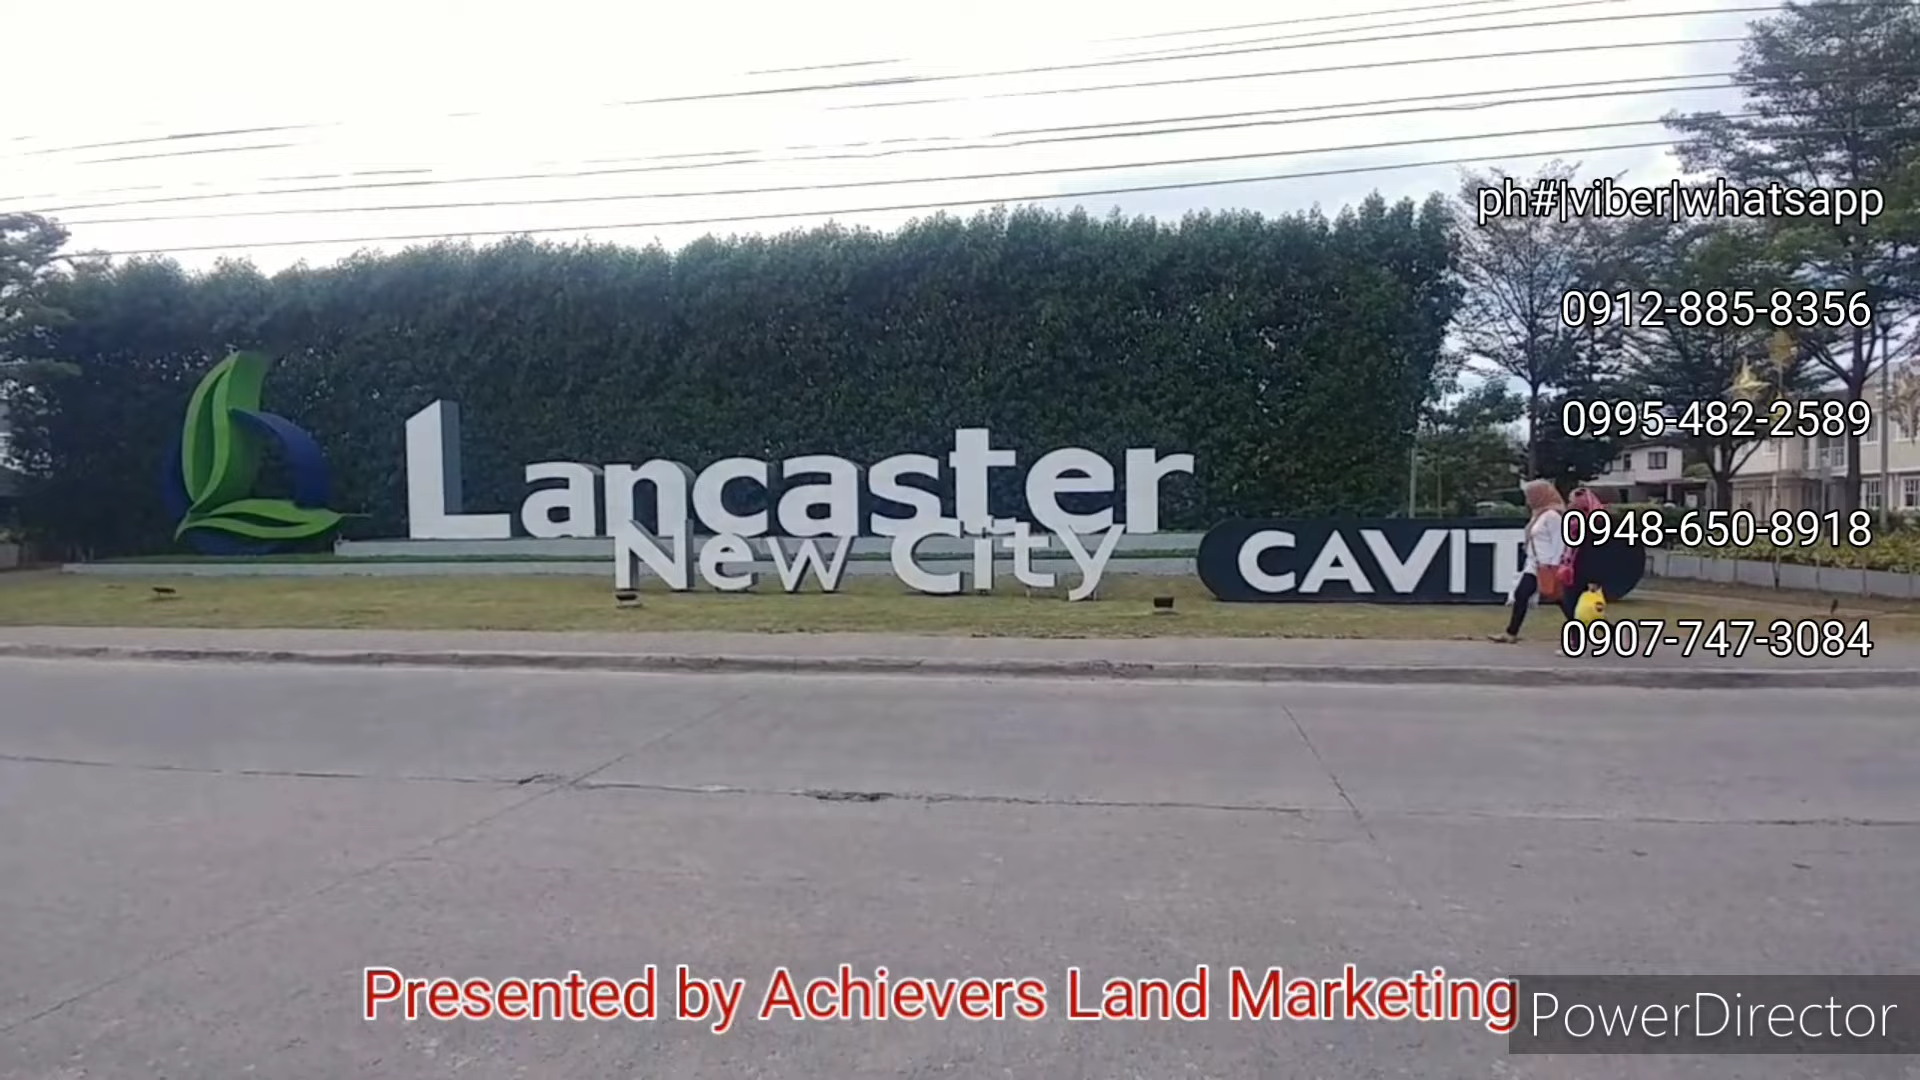 ph#|viber|whatsapp
0912-885-8356
0995-482-2589
0948-650-8918
0907-747-3084
Lancaster
New City
CAVIT
Presented by Achievers Land Marketing
PowerDirector